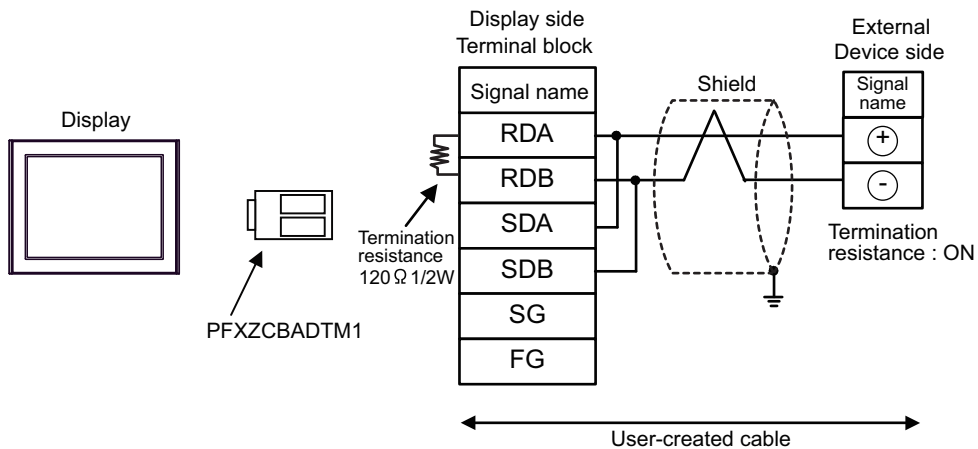 Display side
Terminal block
External
Device side
Signal name
Shield
Signal
name
Display
RDA
+
RDB
-
SDA
Termination
resistance
120Ω 1/2W
Termination
resistance : ON
SDB
SG
PFXZCBADTM1
FG
User-created cable